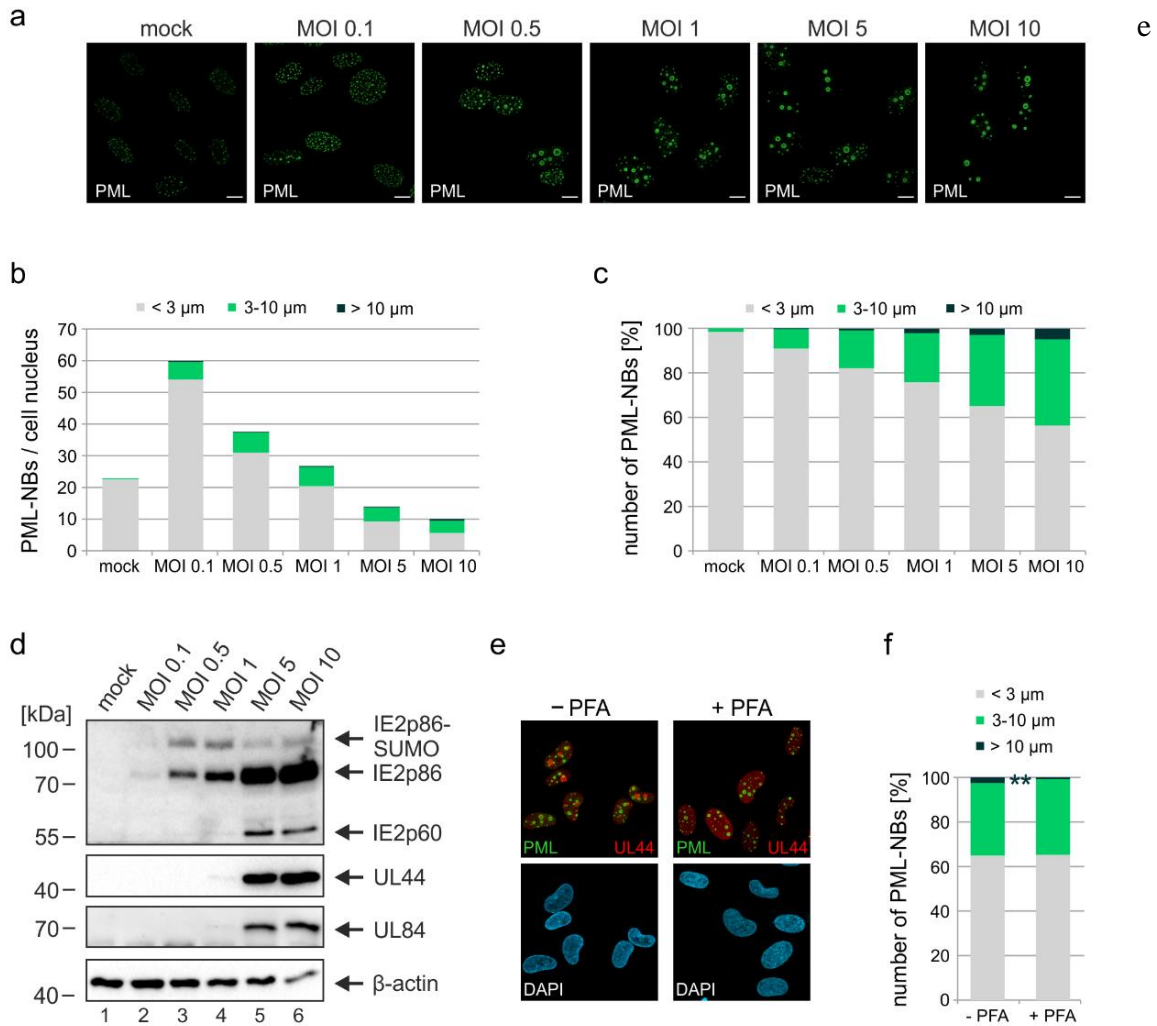 a
mock MOI 0.1 MOI 0.5 MOI 1 MOI 5 MOI 10 e
PML PML PML PML PML PML
b
< 3 µm 3-10 µm > 10 µm
PML-NBs / cell nucleus
70
60
50
40
30
20
10
0
mock MOI 0.1 MOI 0.5 MOI 1 MOI 5 MOI 10
c
< 3 µm 3-10 µm > 10 µm
number of PML-NBs [%]
100
80
60
40
20
0
mock MOI 0.1 MOI 0.5 MOI 1 MOI 5 MOI 10
d
mock MOI 0.1 MOI 0.5 MOI 1 MOI 5 MOI 10
[kDa]
100
70
55
40
70
40
IE2p86-
SUMO
IE2p86
IE2p60
UL44
UL84
β-actin
1 2 3 4 5 6
e
– PFA + PFA
PML UL44 PML UL44
DAPI DAPI
f
< 3 µm
3-10 µm
> 10 µm
number of PML-NBs [%]
100
80
60
40
20
0
**
- PFA + PFA